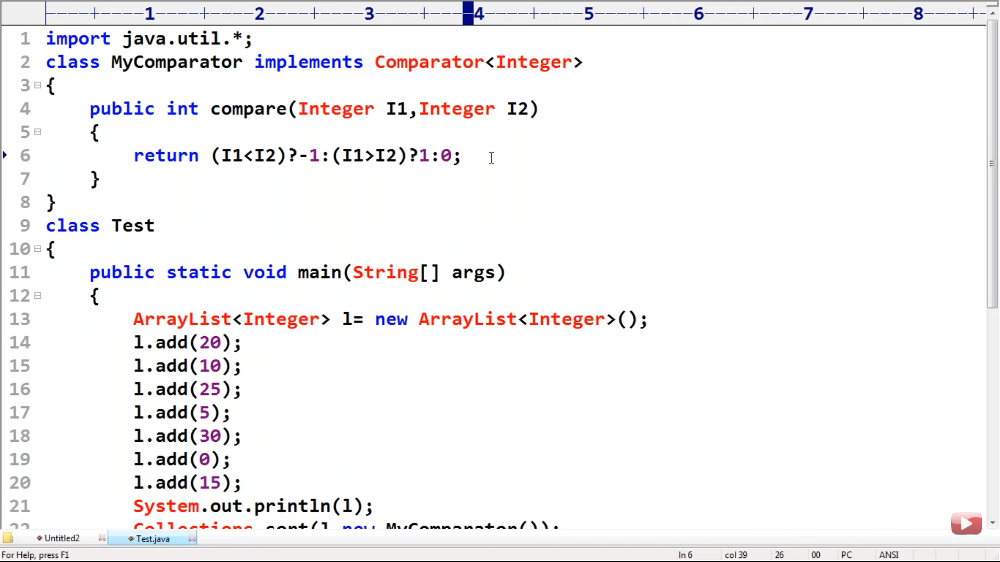 1 2 3 4 5 6 7 8
1 import java.util.*;
2 class MyComparator implements Comparator<Integer>
3 {
4 public int compare(Integer I1,Integer I2)
5 {
6 return (I1<I2)?-1:(I1>I2)?1:0;
7 }
8 }
9 class Test
10 {
11 public static void main(String[] args)
12 {
13 ArrayList<Integer> l= new ArrayList<Integer>();
14 l.add(20);
15 l.add(10);
16 l.add(25);
17 l.add(5);
18 l.add(30);
19 l.add(0);
20 l.add(15);
21 System.out.println(l);
22 Collections.sort(l,new MyComparator());
Untitled2 Test.java
For Help, press F1 ln 6 col 39 26 00 PC ANSI